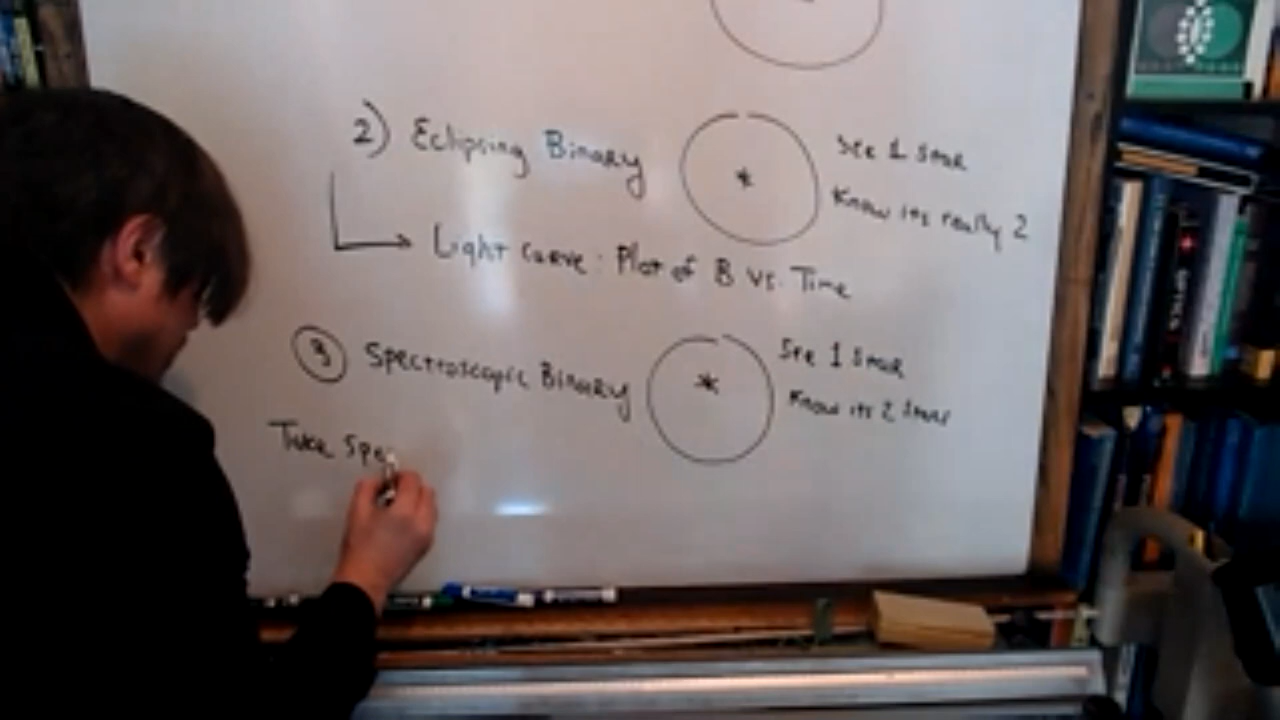 2) Eclipsing Binary
See 1 Star
Know its really 2
Light Curve: Plot of B vs. Time
3 Spectroscopic Binary
See 1 Star
Know its 2 Stars
Take Spe
OPTICS